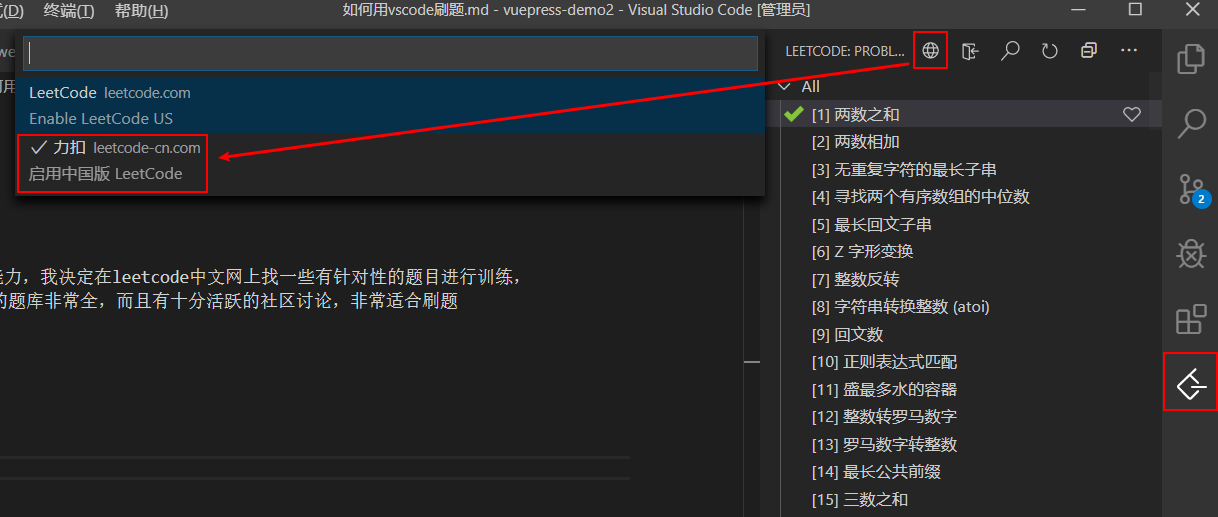 式(D) 终端(T) 帮助(H) 如何用vscode刷题.md - vuepress-demo2 - Visual Studio Code [管理员]
LeetCode leetcode.com
Enable LeetCode US
✓ 力扣 leetcode-cn.com
启用中国版 LeetCode
能力，我决定在leetcode中文网上找一些有针对性的题目进行训练，
的题库非常全，而且有十分活跃的社区讨论，非常适合刷题
LEETCODE: PROBL...
All
[1] 两数之和
[2] 两数相加
[3] 无重复字符的最长子串
[4] 寻找两个有序数组的中位数
[5] 最长回文子串
[6] Z 字形变换
[7] 整数反转
[8] 字符串转换整数 (atoi)
[9] 回文数
[10] 正则表达式匹配
[11] 盛最多水的容器
[12] 整数转罗马数字
[13] 罗马数字转整数
[14] 最长公共前缀
[15] 三数之和
2